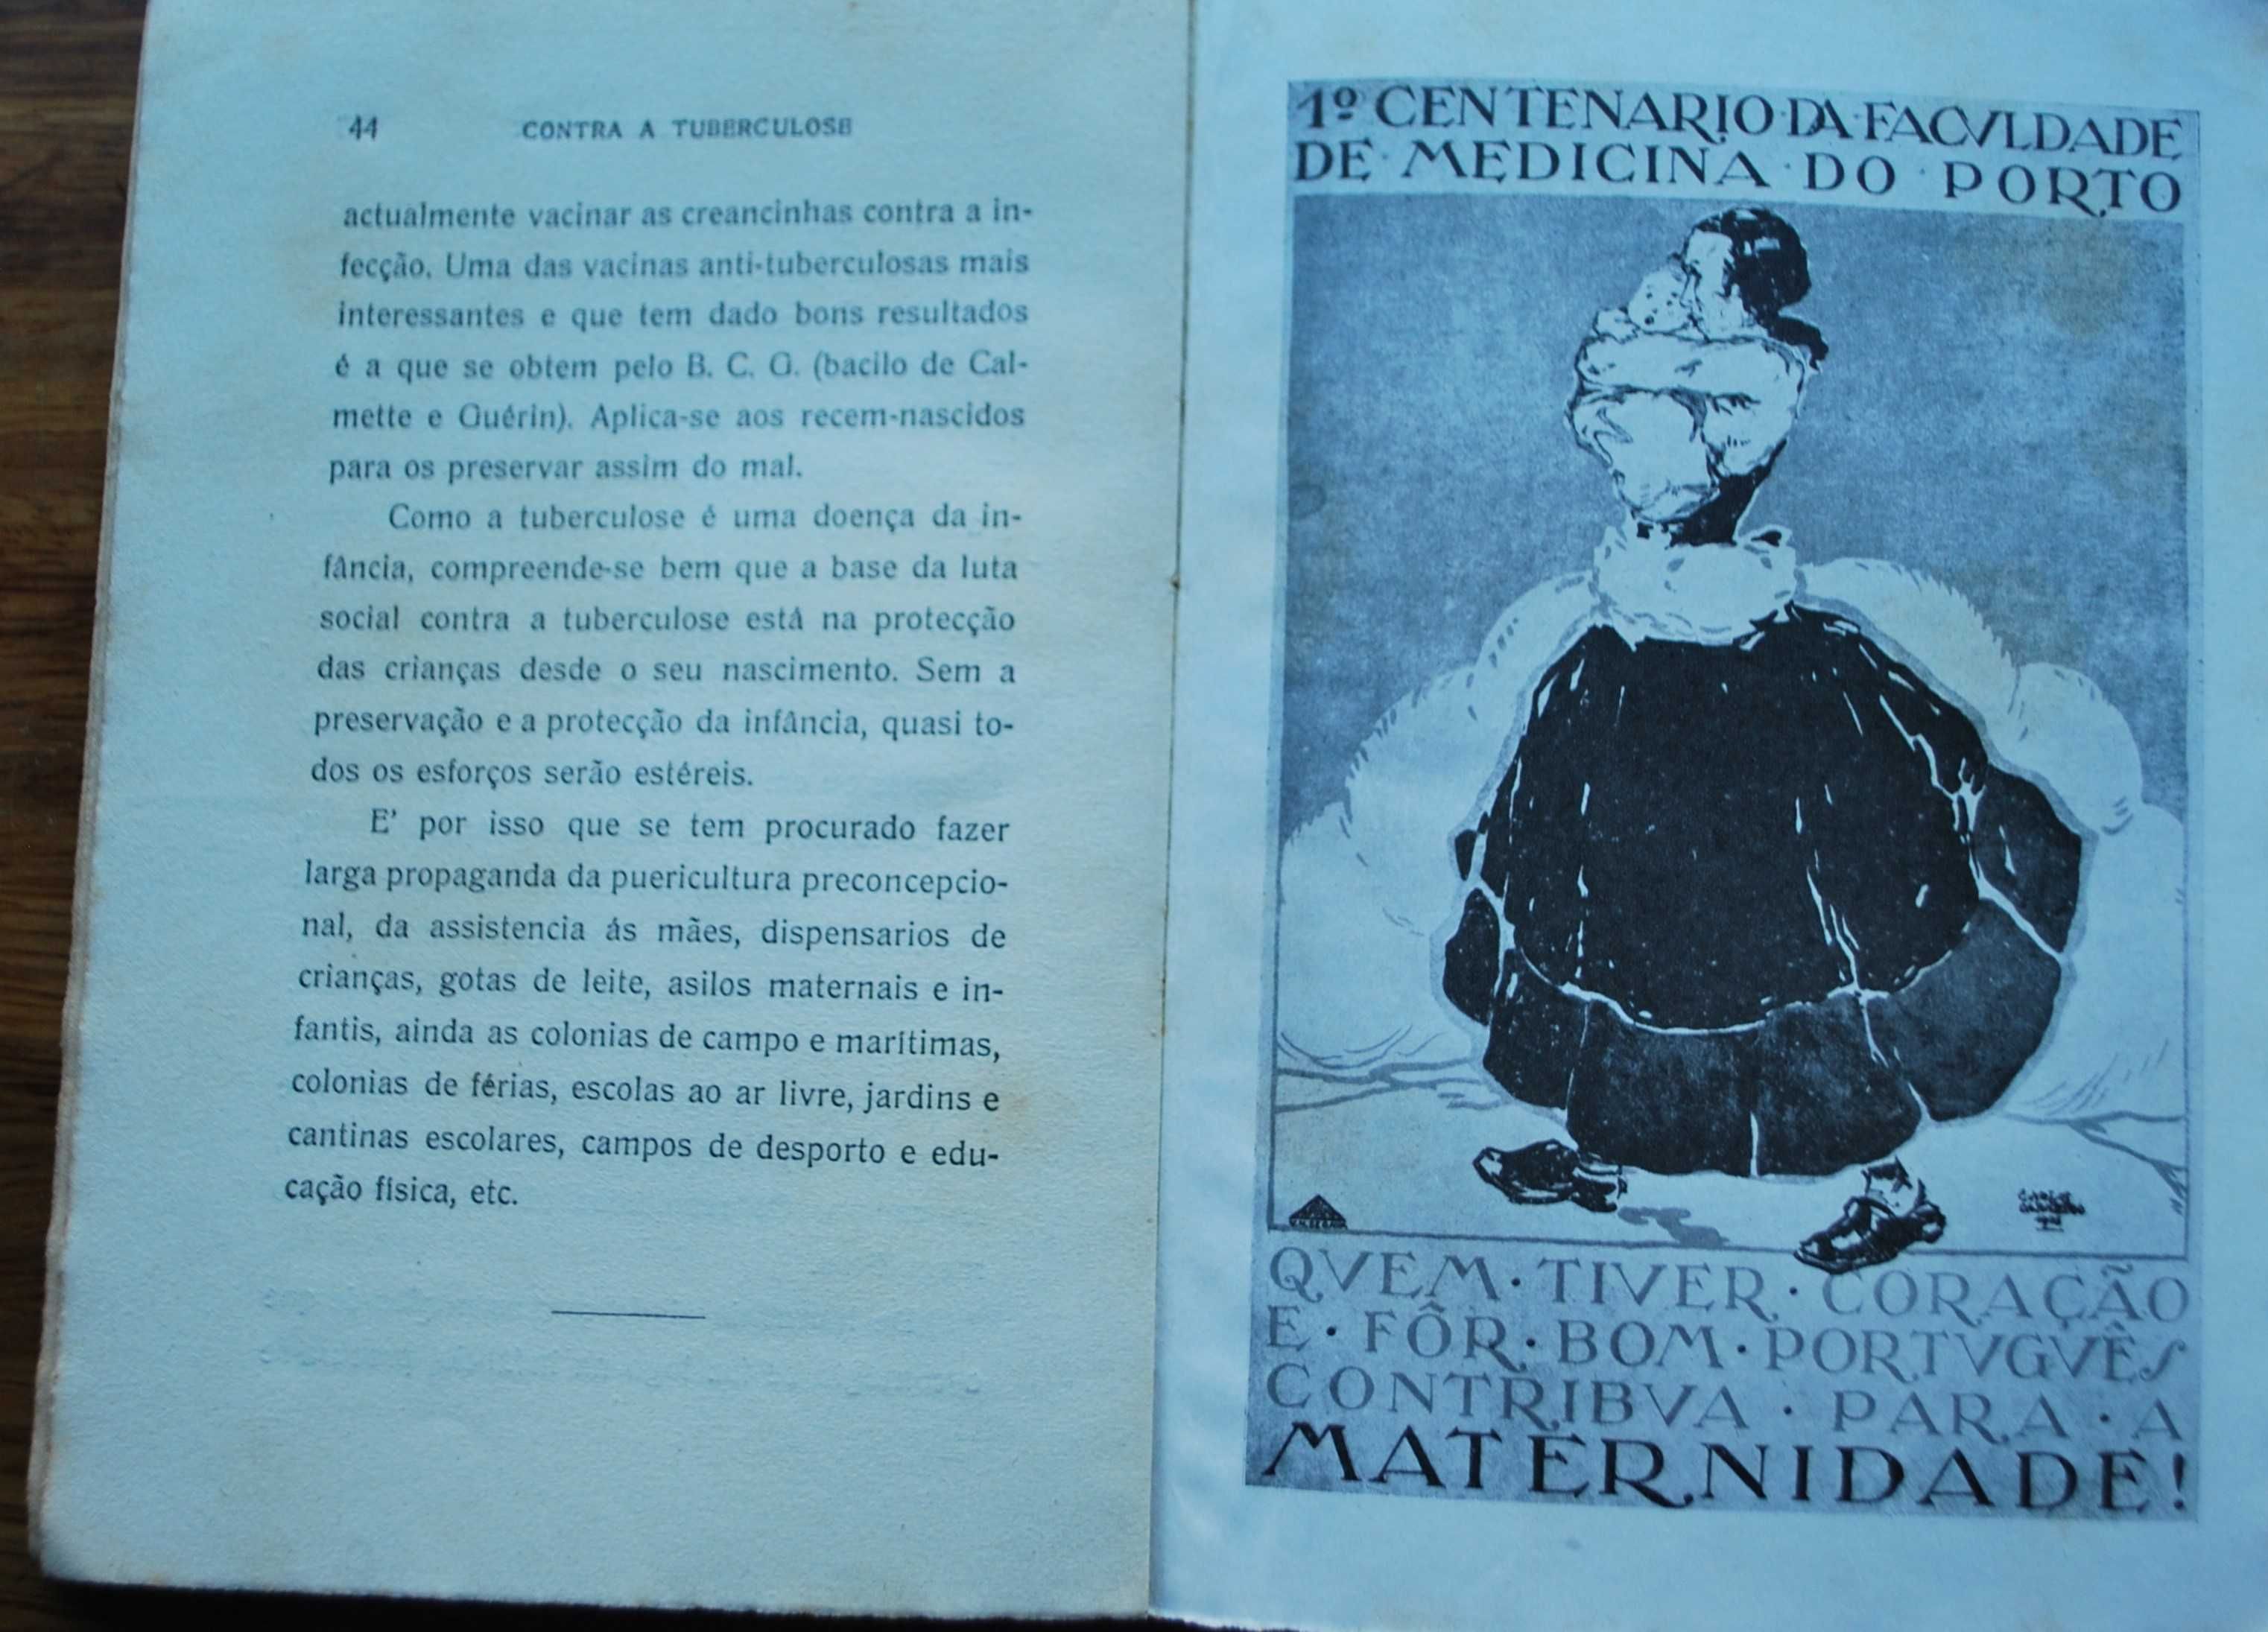 44 CONTRA A TUBERCULOSE
actualmente vacinar as creancinhas contra a in-
fecção. Uma das vacinas anti-tuberculosas mais
interessantes e que tem dado bons resultados
é a que se obtem pelo B. C. G. (bacilo de Cal-
mette e Guérin). Aplica-se aos recem-nascidos
para os preservar assim do mal.
Como a tuberculose é uma doença da in-
fância, compreende-se bem que a base da luta
social contra a tuberculose está na protecção
das crianças desde o seu nascimento. Sem a
preservação e a protecção da infância, quasi to-
dos os esforços serão estéreis.
E' por isso que se tem procurado fazer
larga propaganda da puericultura preconcepcio-
nal, da assistencia ás mães, dispensarios de
crianças, gotas de leite, asilos maternais e in-
fantis, ainda as colonias de campo e marítimas,
colonias de férias, escolas ao ar livre, jardins e
cantinas escolares, campos de desporto e edu-
cação física, etc.
1º CENTENARIO DA FACVLDADE
DE · MEDICINA · DO · PORTO
QVEM · TIVER · CORAÇÃO
E · FÔR · BOM · PORTVGVÊS
CONTRIBVA · PARA · A
MATERNIDADE!